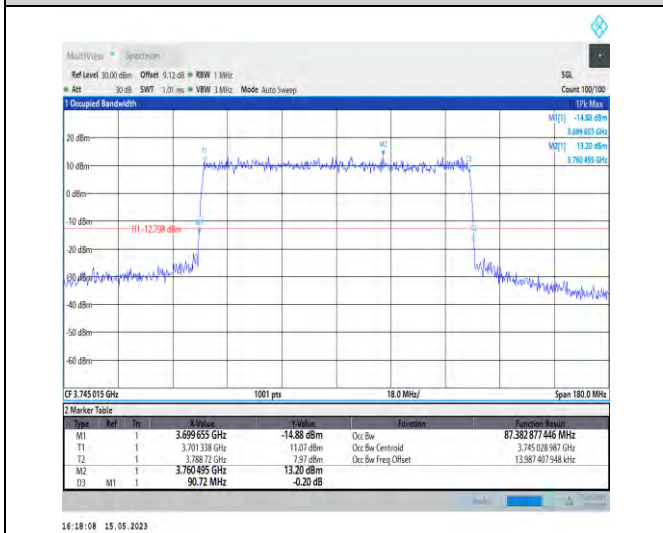 MultiView Spectrum
Ref Level 30.00 dBm Offset 9.12 dB RBW 1 MHz SGL
Att 30 dB SWT 1.01 ms VBW 3 MHz Mode Auto Sweep Count 100/100
1 Occupied Bandwidth 1Pk Max
M1[1] -14.88 dBm
3.699 655 GHz
M2[1] 13.20 dBm
3.760 495 GHz
20 dBm
T1 M2 T2
10 dBm
0 dBm
-10 dBm
H1 -12.798 dBm M1 D3
-20 dBm
-30 dBm
-40 dBm
-50 dBm
-60 dBm
CF 3.745 015 GHz 1001 pts 18.0 MHz/ Span 180.0 MHz
2 Marker Table
Type Ref Trc X-Value Y-Value Function Function Result
M1 1 3.699 655 GHz -14.88 dBm Occ Bw 87.382 877 446 MHz
T1 1 3.701 338 GHz 11.07 dBm Occ Bw Centroid 3.745 028 987 GHz
T2 1 3.788 72 GHz 7.97 dBm Occ Bw Freq Offset 13.987 407 948 kHz
M2 1 3.760 495 GHz 13.20 dBm
D3 M1 1 90.72 MHz -0.20 dB
16:18:08 15.05.2023